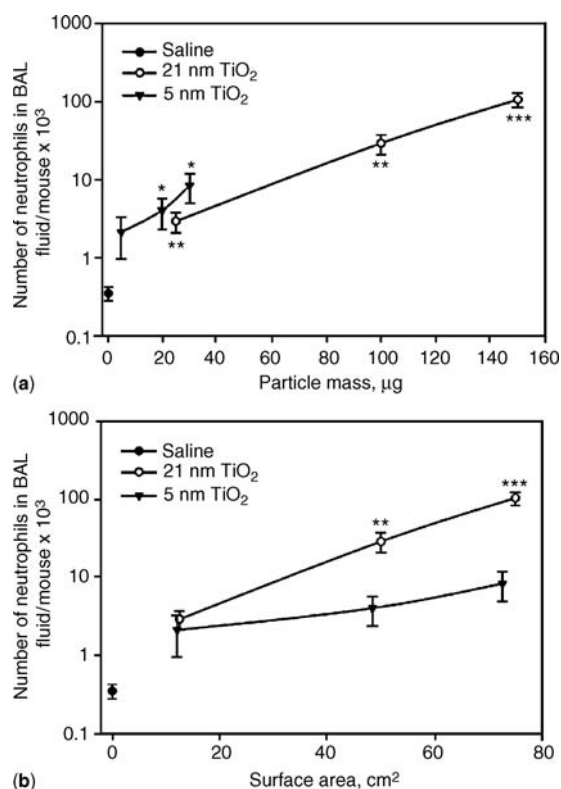 1000
Saline
21 nm TiO₂
5 nm TiO₂
100
10
1
0.1
Number of neutrophils in BAL
fluid/mouse x 10³
*
*
**
**
***
0 20 40 60 80 100 120 140 160
(a) Particle mass, μg
1000
Saline
21 nm TiO₂
5 nm TiO₂
100
10
1
0.1
Number of neutrophils in BAL
fluid/mouse x 10³
**
***
0 20 40 60 80
(b) Surface area, cm²